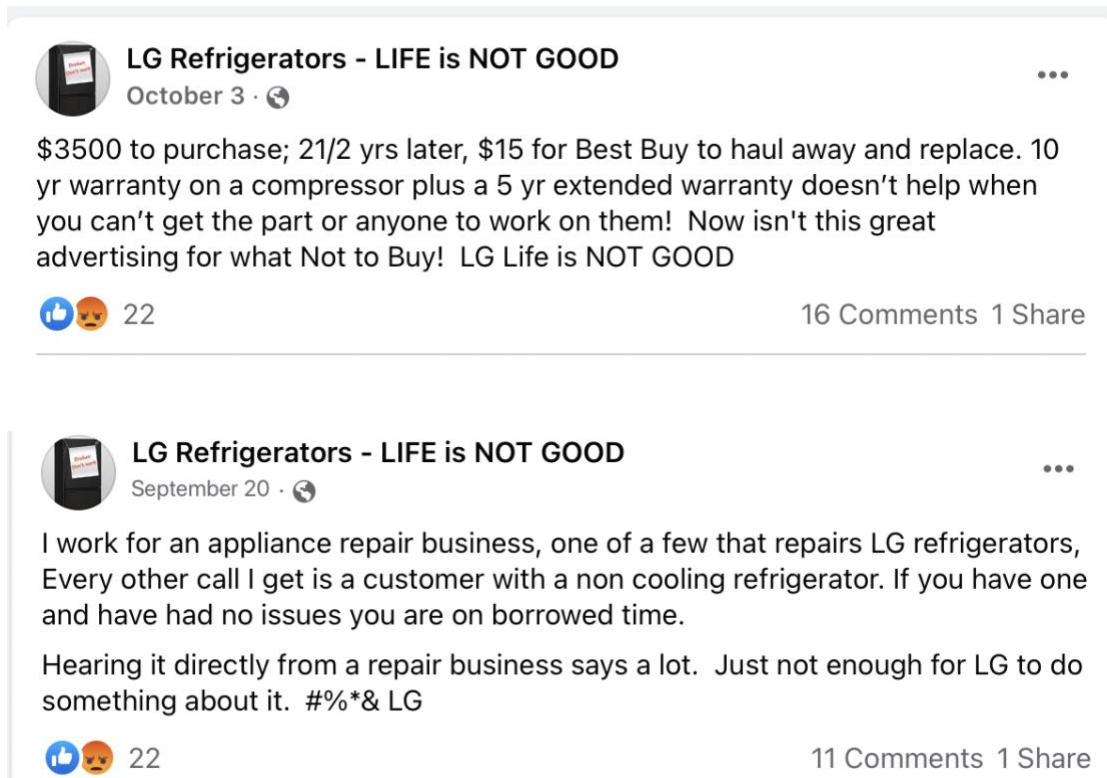 LG Refrigerators - LIFE is NOT GOOD
October 3 ·
$3500 to purchase; 21/2 yrs later, $15 for Best Buy to haul away and replace. 10
yr warranty on a compressor plus a 5 yr extended warranty doesn’t help when
you can’t get the part or anyone to work on them!  Now isn't this great
advertising for what Not to Buy!  LG Life is NOT GOOD
22
16 Comments 1 Share
LG Refrigerators - LIFE is NOT GOOD
September 20 ·
I work for an appliance repair business, one of a few that repairs LG refrigerators,
Every other call I get is a customer with a non cooling refrigerator. If you have one
and have had no issues you are on borrowed time.
Hearing it directly from a repair business says a lot.  Just not enough for LG to do
something about it.  #%*& LG
22
11 Comments 1 Share